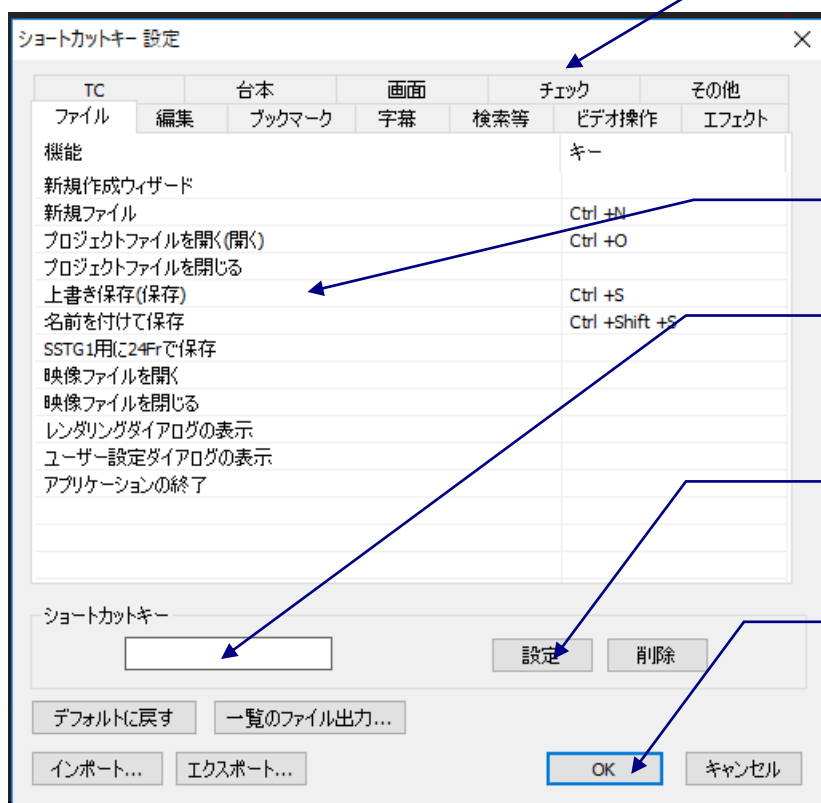 ショートカットキー 設定
TC 台本 画面 チェック その他
ファイル 編集 ブックマーク 字幕 検索等 ビデオ操作 エフェクト
機能 キー
新規作成ウィザード
新規ファイル Ctrl +N
プロジェクトファイルを開く(開く) Ctrl +O
プロジェクトファイルを閉じる
上書き保存(保存) Ctrl +S
名前を付けて保存 Ctrl +Shift +S
SSTG1用に24Frで保存
映像ファイルを開く
映像ファイルを閉じる
レンダリングダイアログの表示
ユーザー設定ダイアログの表示
アプリケーションの終了
ショートカットキー
設定 削除
デフォルトに戻す 一覧のファイル出力...
インポート... エクスポート... OK キャンセル